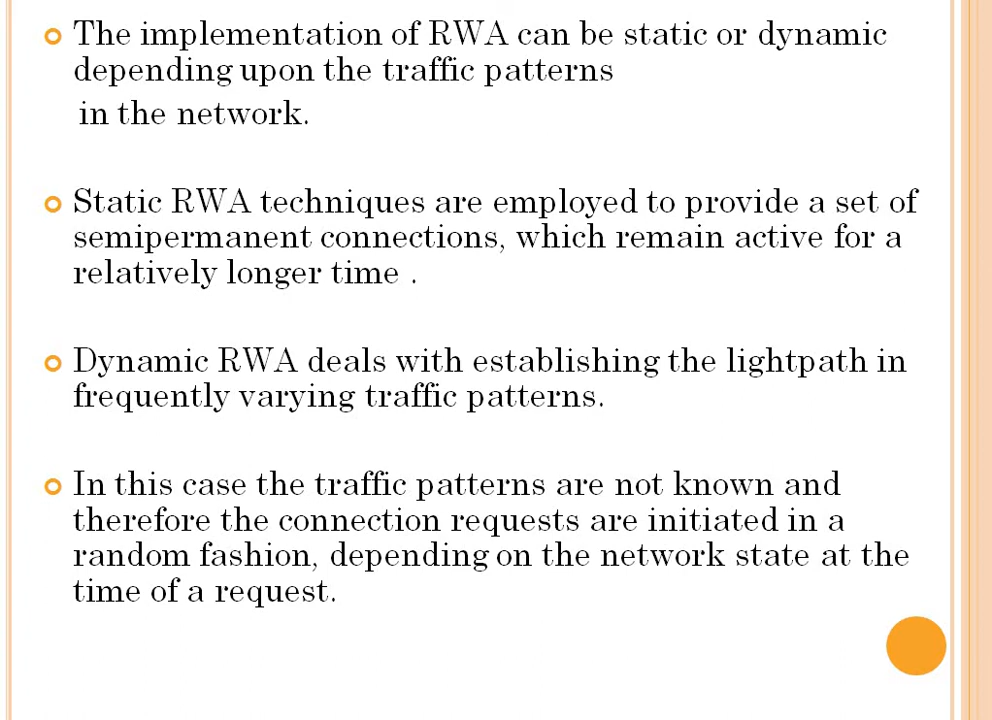 The implementation of RWA can be static or dynamic
depending upon the traffic patterns
in the network.
Static RWA techniques are employed to provide a set of
semipermanent connections, which remain active for a
relatively longer time .
Dynamic RWA deals with establishing the lightpath in
frequently varying traffic patterns.
In this case the traffic patterns are not known and
therefore the connection requests are initiated in a
random fashion, depending on the network state at the
time of a request.